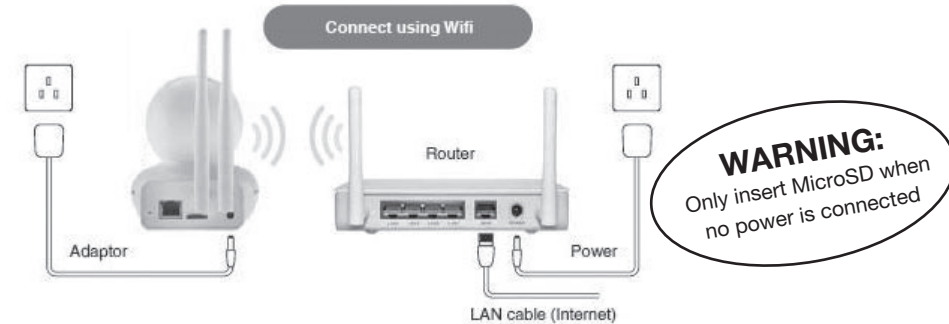 Connect using Wifi
Router
WARNING:
Only insert MicroSD when
no power is connected
Adaptor
Power
LAN cable (Internet)